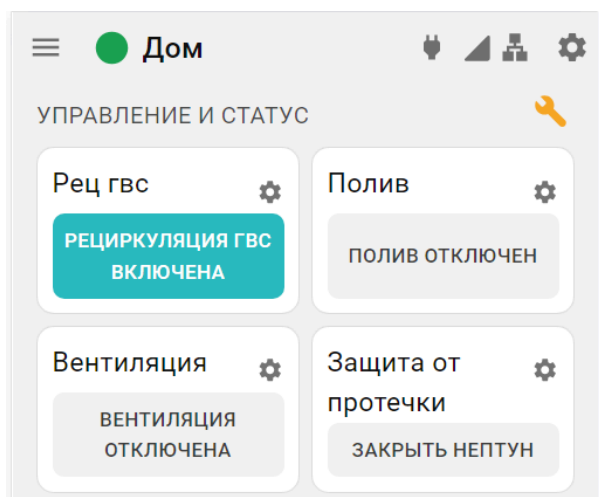 Дом
УПРАВЛЕНИЕ И СТАТУС
Рец гвс
РЕЦИРКУЛЯЦИЯ ГВС
ВКЛЮЧЕНА
Полив
ПОЛИВ ОТКЛЮЧЕН
Вентиляция
ВЕНТИЛЯЦИЯ
ОТКЛЮЧЕНА
Защита от
протечки
ЗАКРЫТЬ НЕПТУН